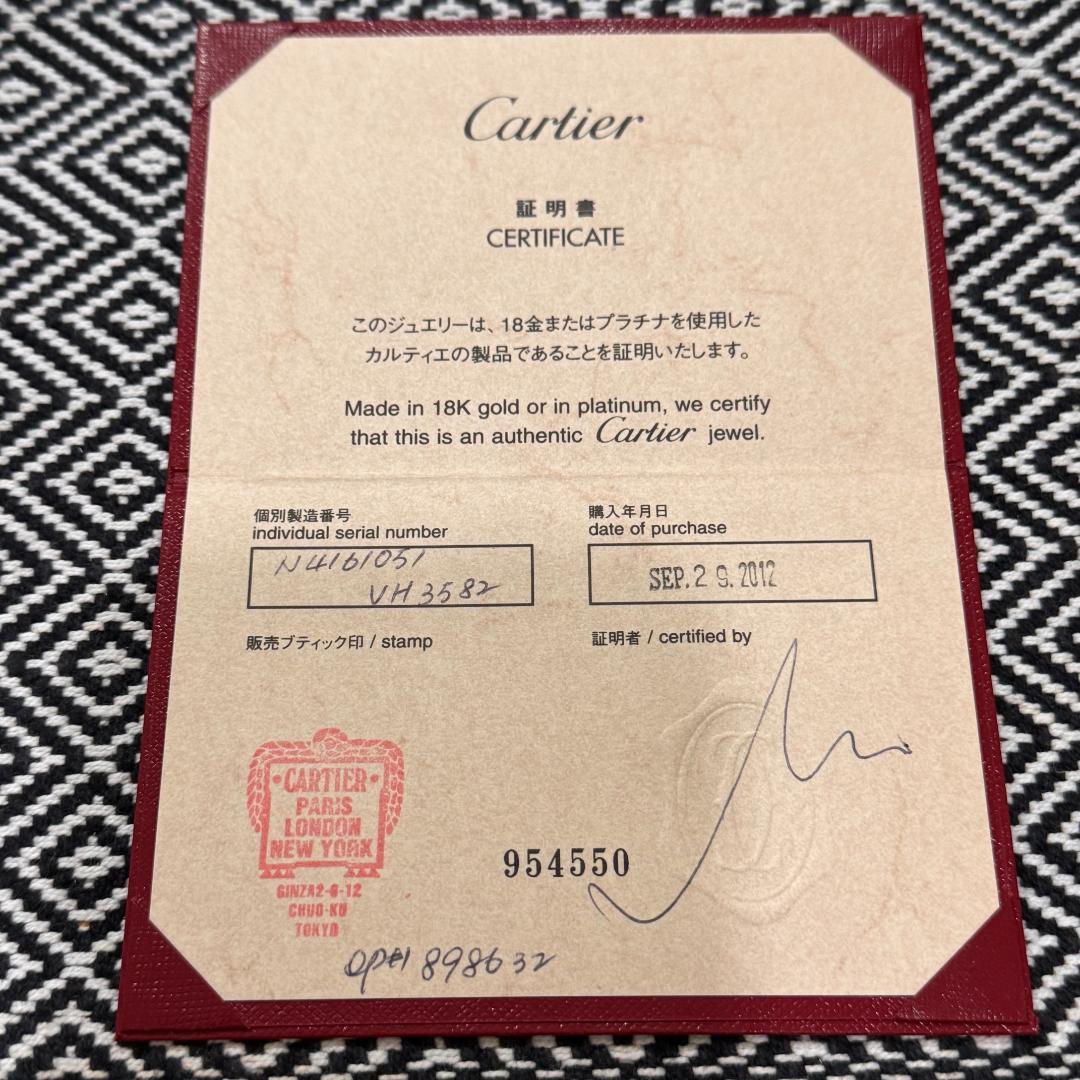 Cartier
証明書
CERTIFICATE
このジュエリーは、18金またはプラチナを使用した
カルティエの製品であることを証明いたします。
Made in 18K gold or in platinum, we certify
that this is an authentic Cartier jewel.
個別製造番号
individual serial number
N4161051
VH3582
購入年月日
date of purchase
SEP. 2 9. 2012
販売ブティック印 / stamp
証明者 / certified by
CARTIER
PARIS
LONDON
NEW YORK
GINZA2-6-12
CHUO-KU
TOKYO
954550
898632